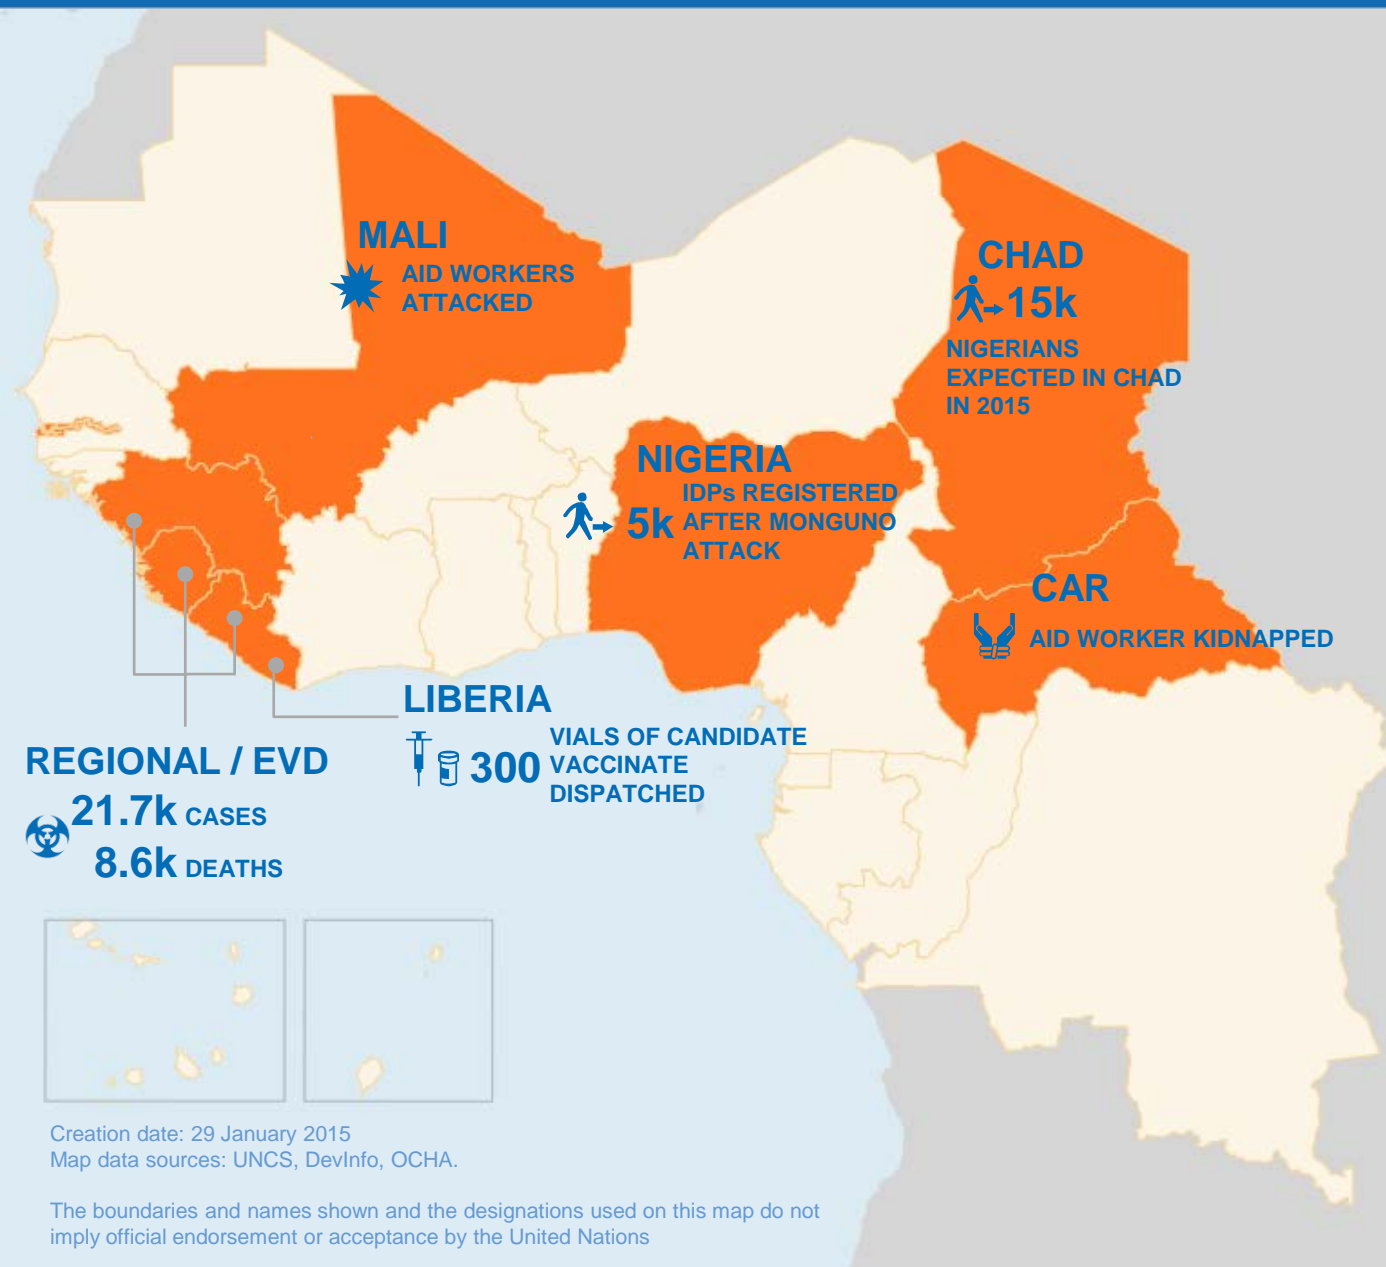 MALI
AID WORKERS
ATTACKED
CHAD
15k
NIGERIANS
EXPECTED IN CHAD
IN 2015
NIGERIA
5k
IDPs REGISTERED
AFTER MONGUNO
ATTACK
CAR
AID WORKER KIDNAPPED
LIBERIA
300
VIALS OF CANDIDATE
VACCINATE
DISPATCHED
REGIONAL / EVD
21.7k CASES
8.6k DEATHS
Creation date: 29 January 2015
Map data sources: UNCS, DevInfo, OCHA.
The boundaries and names shown and the designations used on this map do not
imply official endorsement or acceptance by the United Nations